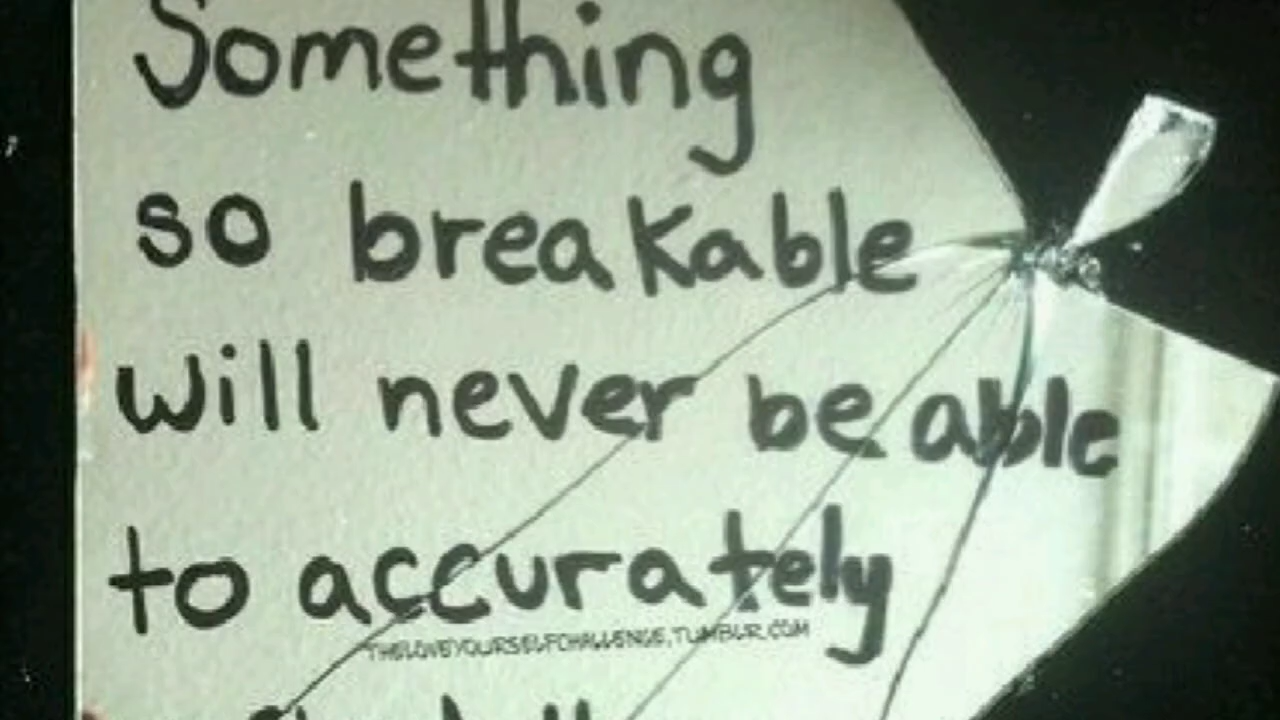 Something
so breakable
will never be able
to accurately
THELOVEYOURSELFCHALLENGE.TUMBLR.COM